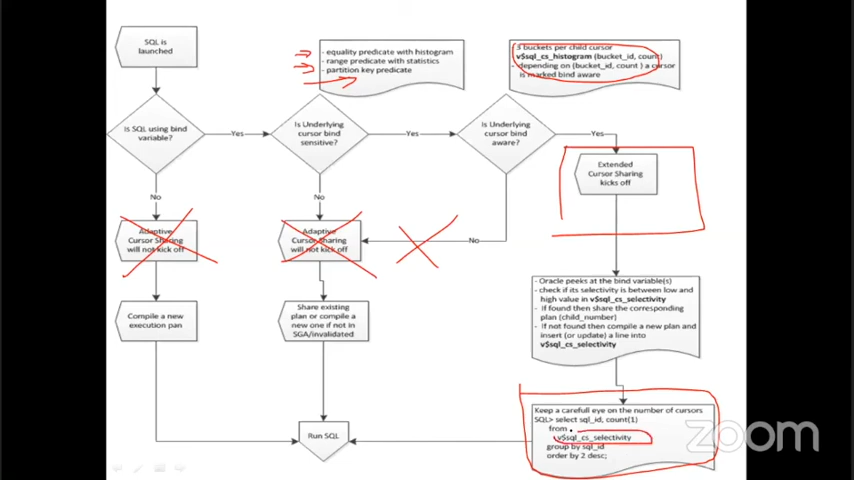 SQL is
launched
- equality predicate with histogram
- range predicate with statistics
- partition key predicate
- 3 buckets per child cursor
v$sql_cs_histogram (bucket_id, count)
- depending on (bucket_id, count ) a cursor
is marked bind aware
Is SQL using bind
variable?
Yes
Is Underlying
cursor bind
sensitive?
Yes
Is Underlying
cursor bind
aware?
Yes
Extended
Cursor Sharing
kicks off
No
No
No
Adaptive
Cursor Sharing
will not kick off
Adaptive
Cursor Sharing
will not kick off
Compile a new
execution pan
Share existing
plan or compile a
new one if not in
SGA/invalidated
- Oracle peeks at the bind variable(s)
- check if its selectivity is between low and
high value in v$sql_cs_selectivity
- If found then share the corresponding
plan (child_number)
- If not found then compile a new plan and
insert (or update) a line into
v$sql_cs_selectivity
Run SQL
Keep a carefull eye on the number of cursors
SQL> select sql_id, count(1)
from
v$sql_cs_selectivity
group by sql_id
order by 2 desc;
zoom